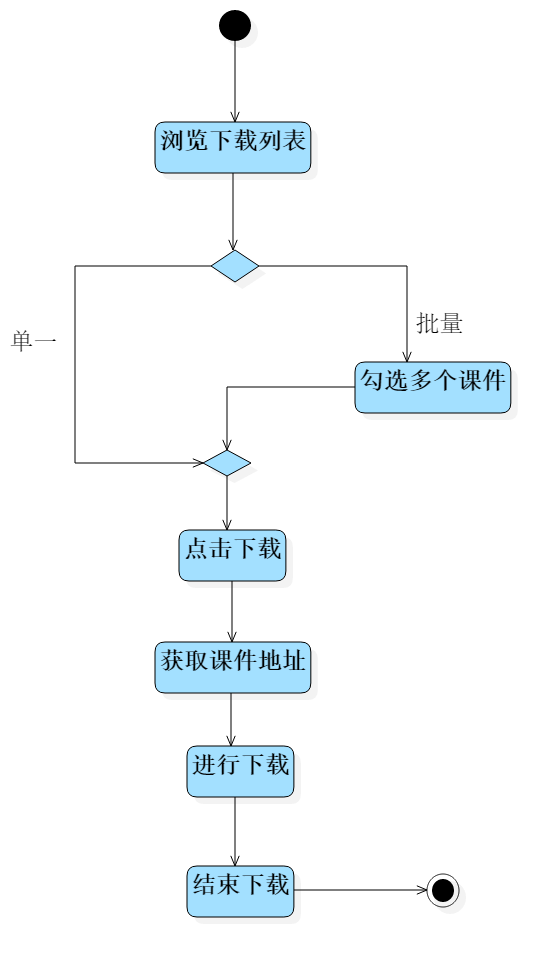 浏览下载列表
批量
单一
勾选多个课件
点击下载
获取课件地址
进行下载
结束下载